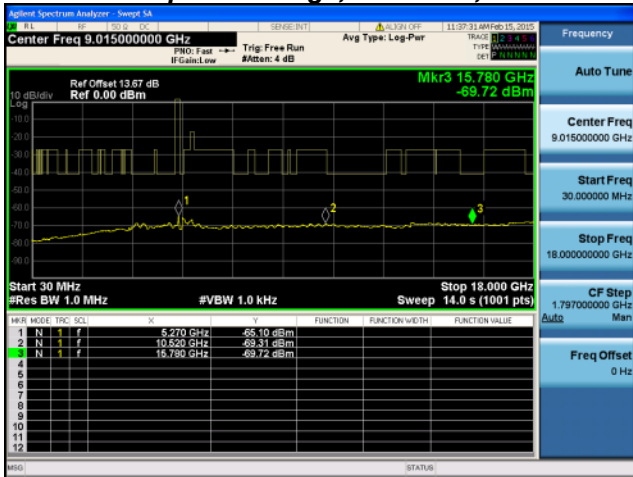 Agilent Spectrum Analyzer - Swept SA
RL RF 50 Ω DC SENSE:INT ALIGN OFF 11:37:31 AM Feb 15, 2015
Center Freq 9.015000000 GHz
PNO: Fast
IFGain:Low
Trig: Free Run
#Atten: 4 dB
Avg Type: Log-Pwr
TRACE 1 2 3 4 5 6
TYPE
DET P N N N N N
Frequency
Auto Tune
Center Freq
9.015000000 GHz
Start Freq
30.000000 MHz
Stop Freq
18.000000000 GHz
CF Step
1.797000000 GHz
Auto Man
Freq Offset
0 Hz
Mkr3 15.780 GHz
-69.72 dBm
Ref Offset 13.67 dB
10 dB/div Ref 0.00 dBm
Log
-10.0
-20.0
-30.0
-40.0
-50.0
-60.0
-70.0
-80.0
-90.0
1
2
3
Start 30 MHz Stop 18.000 GHz
#Res BW 1.0 MHz #VBW 1.0 kHz Sweep 14.0 s (1001 pts)
MKR MODE TRC SCL X Y FUNCTION FUNCTION WIDTH FUNCTION VALUE
1 N 1 f 5.270 GHz -65.10 dBm
2 N 1 f 10.520 GHz -69.31 dBm
3 N 1 f 15.780 GHz -69.72 dBm
4
5
6
7
8
9
10
11
12
MSG STATUS